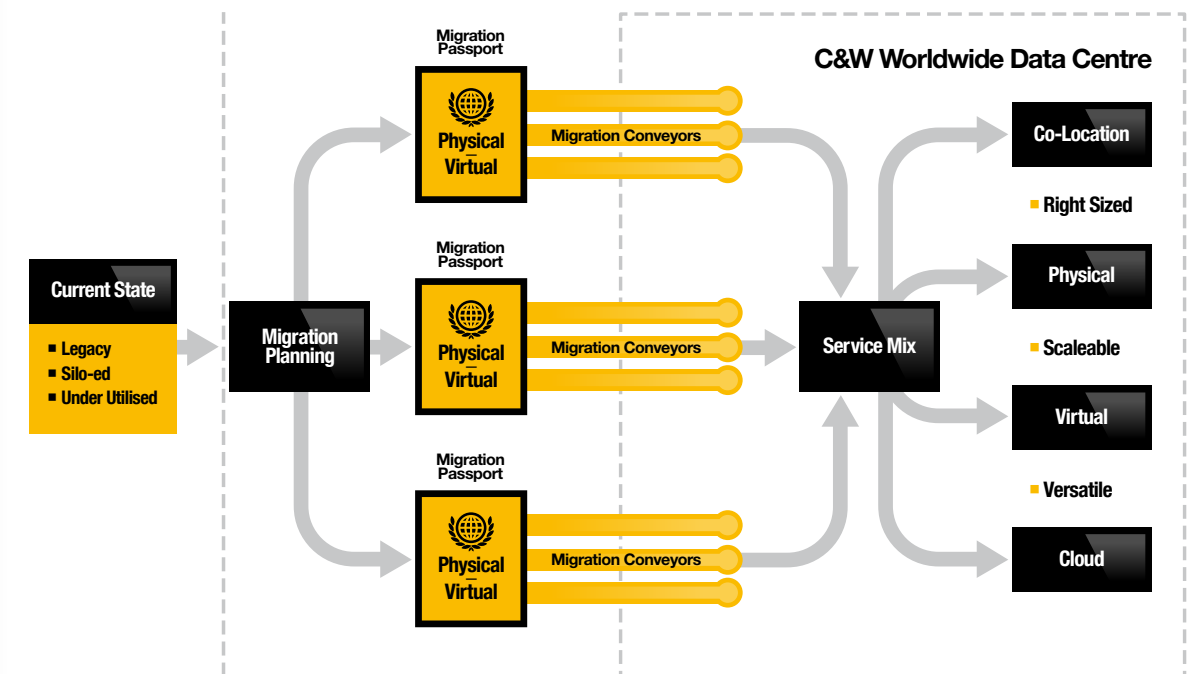 Current State
Legacy
Silo-ed
Under Utilised
Migration
Planning
Migration
Passport
Physical
–
Virtual
Migration Conveyors
Migration
Passport
Physical
–
Virtual
Migration Conveyors
Migration
Passport
Physical
–
Virtual
Migration Conveyors
C&W Worldwide Data Centre
Service Mix
Co-Location
Right Sized
Physical
Scaleable
Virtual
Versatile
Cloud